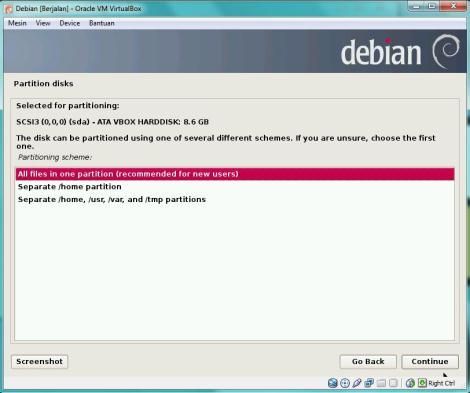 Debian [Berjalan] - Oracle VM VirtualBox
Mesin View Device Bantuan
debian
Partition disks
Selected for partitioning:
SCSI3 (0,0,0) (sda) - ATA VBOX HARDDISK: 8.6 GB
The disk can be partitioned using one of several different schemes. If you are unsure, choose the first
one.
Partitioning scheme:
All files in one partition (recommended for new users)
Separate /home partition
Separate /home, /usr, /var, and /tmp partitions
Screenshot Go Back Continue
Right Ctrl